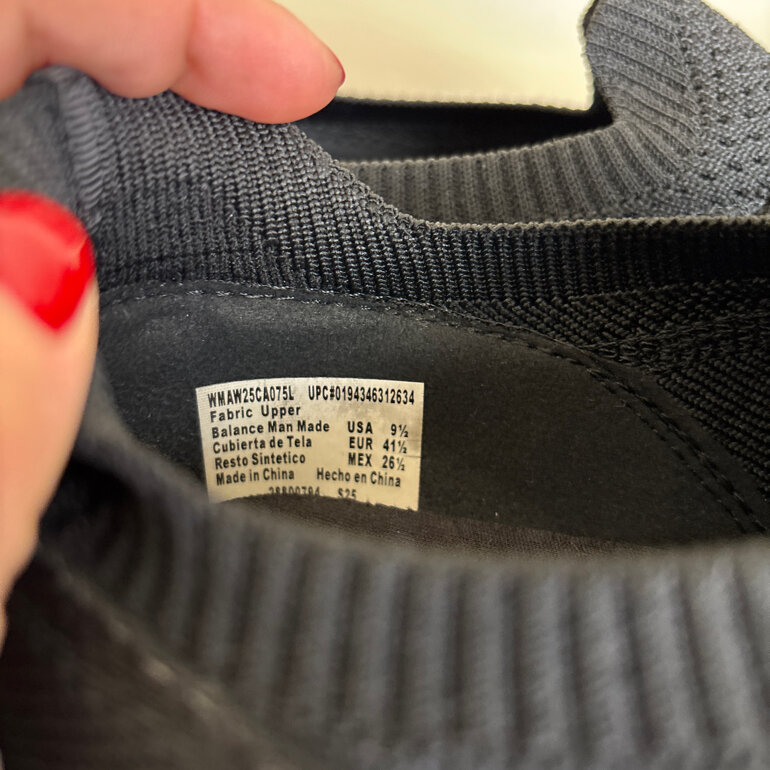 WMAW25CA075L UPC#0194346312634
Fabric Upper
Balance Man Made USA 9½
Cubierta de Tela EUR 41½
Resto Sintetico MEX 26½
Made in China Hecho en China
S25